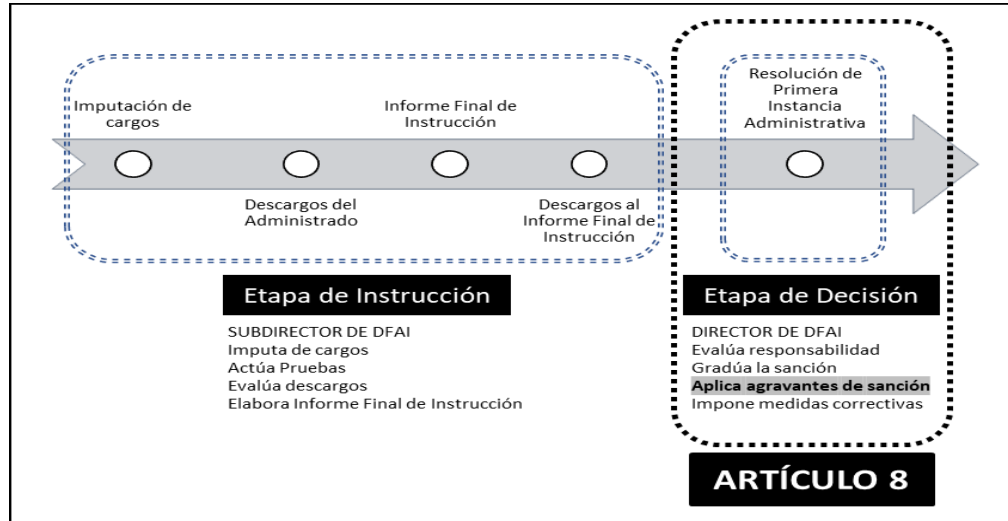 Imputación de
cargos
Descargos del
Administrado
Informe Final de
Instrucción
Descargos al
Informe Final de
Instrucción
Resolución de
Primera
Instancia
Administrativa
Etapa de Instrucción
SUBDIRECTOR DE DFAI
Imputa de cargos
Actúa Pruebas
Evalúa descargos
Elabora Informe Final de Instrucción
Etapa de Decisión
DIRECTOR DE DFAI
Evalúa responsabilidad
Gradúa la sanción
Aplica agravantes de sanción
Impone medidas correctivas
ARTÍCULO 8